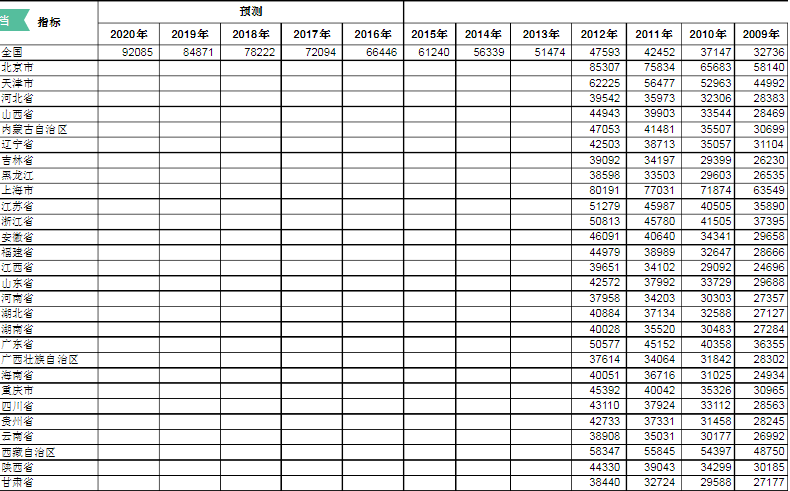 档 指标 预测
2020年 2019年 2018年 2017年 2016年 2015年 2014年 2013年 2012年 2011年 2010年 2009年
全国 92085 84871 78222 72094 66446 61240 56339 51474 47593 42452 37147 32736
北京市 85307 75834 65683 58140
天津市 62225 56477 52963 44992
河北省 39542 35973 32306 28383
山西省 44943 39903 33544 28469
内蒙古自治区 47053 41481 35507 30699
辽宁省 42503 38713 35057 31104
吉林省 39092 34197 29399 26230
黑龙江 38598 33503 29603 26535
上海市 80191 77031 71874 63549
江苏省 51279 45987 40505 35890
浙江省 50813 45780 41505 37395
安徽省 46091 40640 34341 29658
福建省 44979 38989 32647 28666
江西省 39651 34102 29092 24696
山东省 42572 37992 33729 29688
河南省 37958 34203 30303 27357
湖北省 40884 37134 32588 27127
湖南省 40028 35520 30483 27284
广东省 50577 45152 40358 36355
广西壮族自治区 37614 34064 31842 28302
海南省 40051 36716 31025 24934
重庆市 45392 40042 35326 30965
四川省 43110 37924 33112 28563
贵州省 42733 37331 31458 28245
云南省 38908 35031 30177 26992
西藏自治区 58347 55845 54397 48750
陕西省 44330 39043 34299 30185
甘肃省 38440 32724 29588 27177